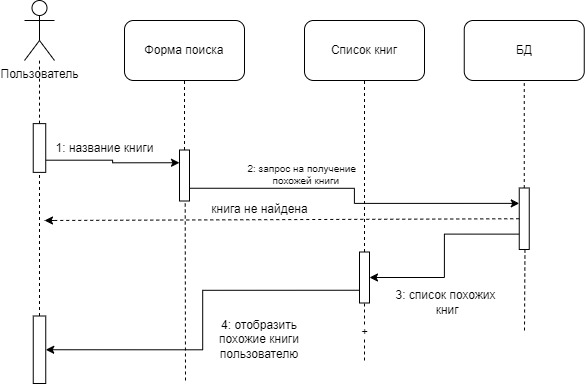 Пользователь
Форма поиска
Список книг
БД
1: название книги
2: запрос на получение
похожей книги
книга не найдена
3: список похожих
книг
4: отобразить
похожие книги
пользователю
+